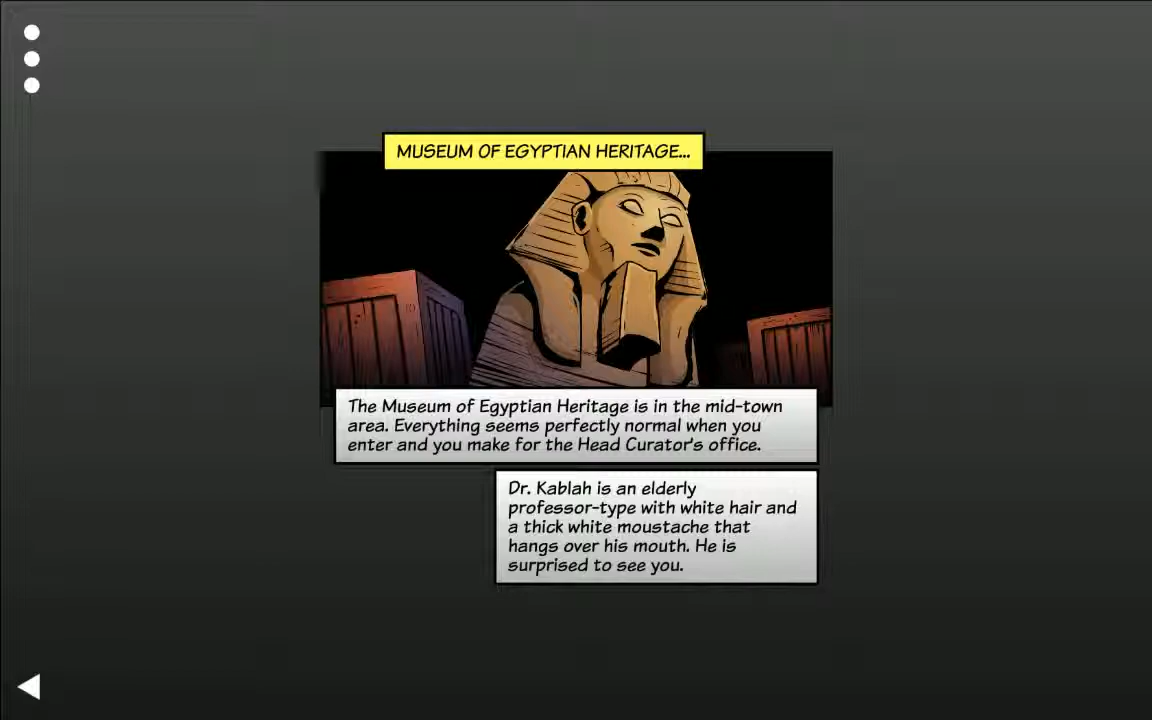 MUSEUM OF EGYPTIAN HERITAGE...
The Museum of Egyptian Heritage is in the mid-town
area. Everything seems perfectly normal when you
enter and you make for the Head Curator's office.
Dr. Kablah is an elderly
professor-type with white hair and
a thick white moustache that
hangs over his mouth. He is
surprised to see you.